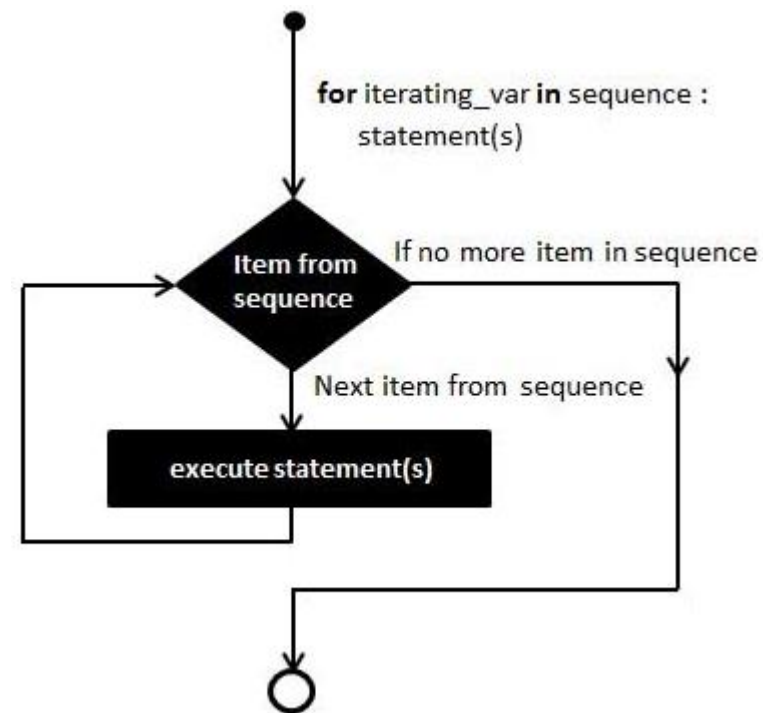 for iterating_var in sequence :
statement(s)
If no more item in sequence
Item from
sequence
Next item from sequence
execute statement(s)